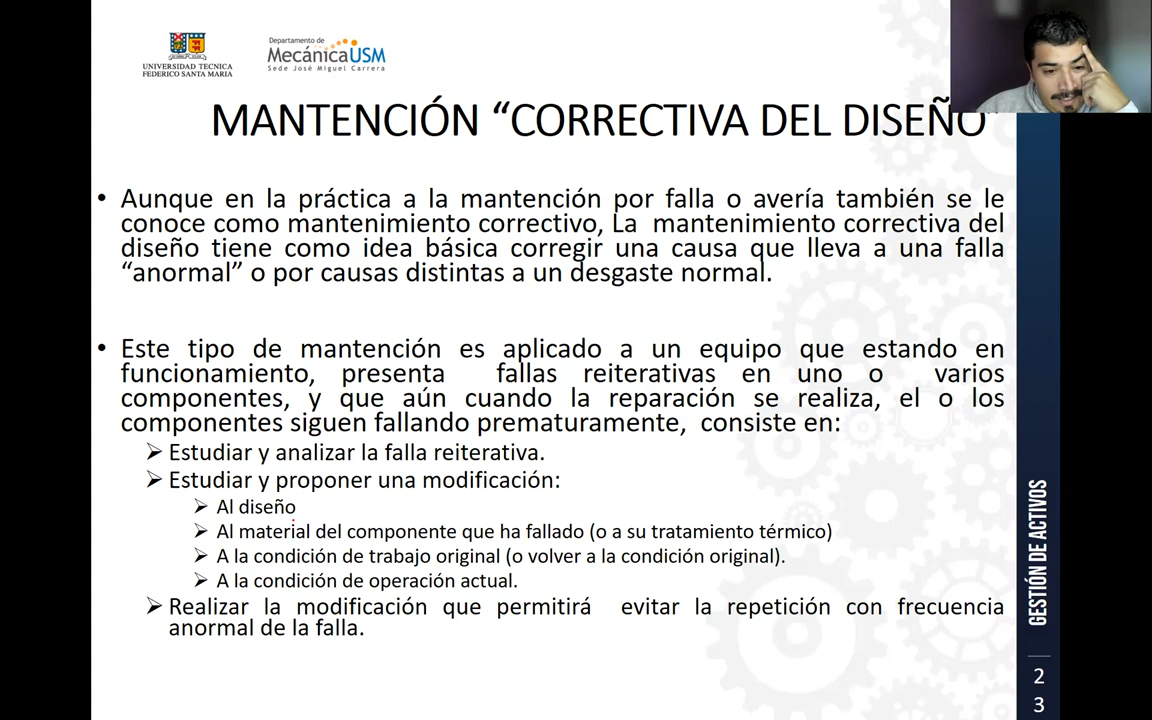 UNIVERSIDAD TECNICA
FEDERICO SANTA MARIA
Departamento de
MecánicaUSM
Sede José Miguel Carrera
MANTENCIÓN “CORRECTIVA DEL DISEÑO”
• Aunque en la práctica a la mantención por falla o avería también se le
conoce como mantenimiento correctivo, La mantenimiento correctiva del
diseño tiene como idea básica corregir una causa que lleva a una falla
“anormal” o por causas distintas a un desgaste normal.
• Este tipo de mantención es aplicado a un equipo que estando en
funcionamiento, presenta fallas reiterativas en uno o varios
componentes, y que aún cuando la reparación se realiza, el o los
componentes siguen fallando prematuramente, consiste en:
➢ Estudiar y analizar la falla reiterativa.
➢ Estudiar y proponer una modificación:
➢ Al diseño
➢ Al material del componente que ha fallado (o a su tratamiento térmico)
➢ A la condición de trabajo original (o volver a la condición original).
➢ A la condición de operación actual.
➢ Realizar la modificación que permitirá evitar la repetición con frecuencia
anormal de la falla.
GESTIÓN DE ACTIVOS
2
3